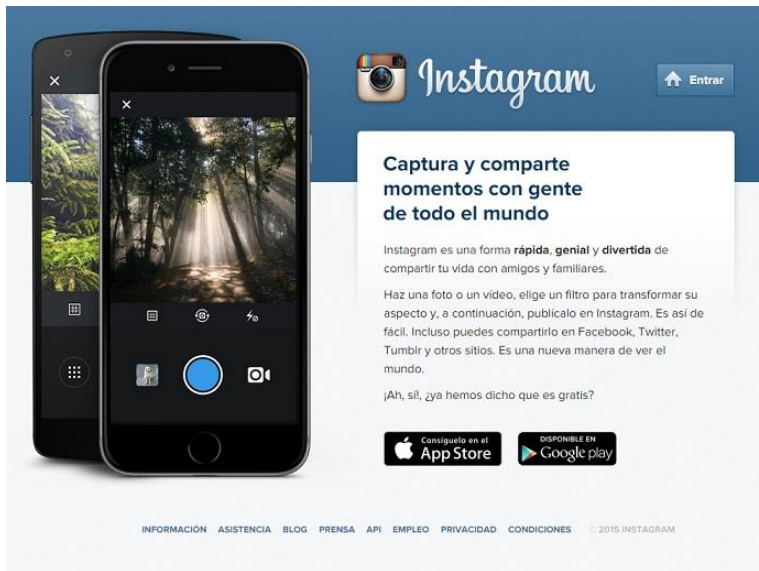 Instagram
Entrar
Captura y comparte
momentos con gente
de todo el mundo
Instagram es una forma rápida, genial y divertida de
compartir tu vida con amigos y familiares.
Haz una foto o un vídeo, elige un filtro para transformar su
aspecto y, a continuación, publícalo en Instagram. Es así de
fácil. Incluso puedes compartirlo en Facebook, Twitter,
Tumblr y otros sitios. Es una nueva manera de ver el
mundo.
¡Ah, sí!, ¿ya hemos dicho que es gratis?
Consíguelo en el
App Store
DISPONIBLE EN
Google play
INFORMACIÓN ASISTENCIA BLOG PRENSA API EMPLEO PRIVACIDAD CONDICIONES © 2015 INSTAGRAM